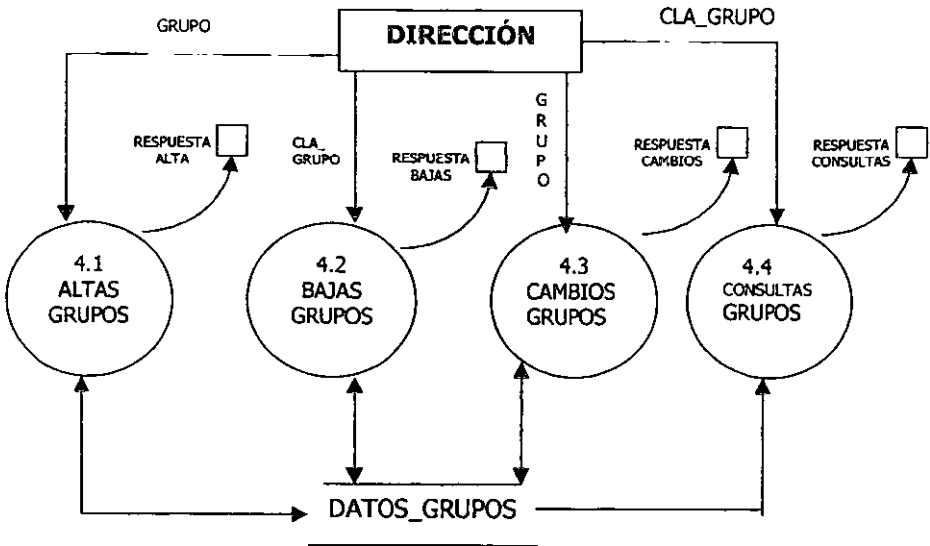 GRUPO
DIRECCIÓN
CLA_GRUPO
RESPUESTA
ALTA
CLA_
GRUPO
RESPUESTA
BAJAS
G
R
U
P
O
RESPUESTA
CAMBIOS
RESPUESTA
CONSULTAS
4.1
ALTAS
GRUPOS
4.2
BAJAS
GRUPOS
4.3
CAMBIOS
GRUPOS
4.4
CONSULTAS
GRUPOS
DATOS_GRUPOS